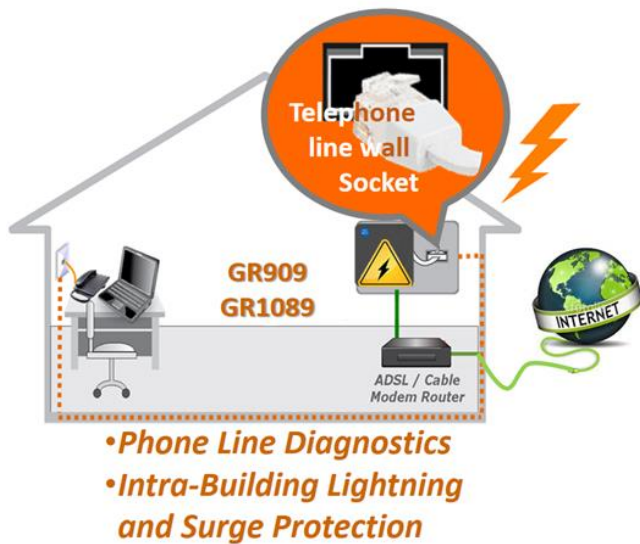 Telephone
line wall
Socket
GR909
GR1089
INTERNET
ADSL / Cable
Modem Router
•Phone Line Diagnostics
•Intra-Building Lightning
and Surge Protection